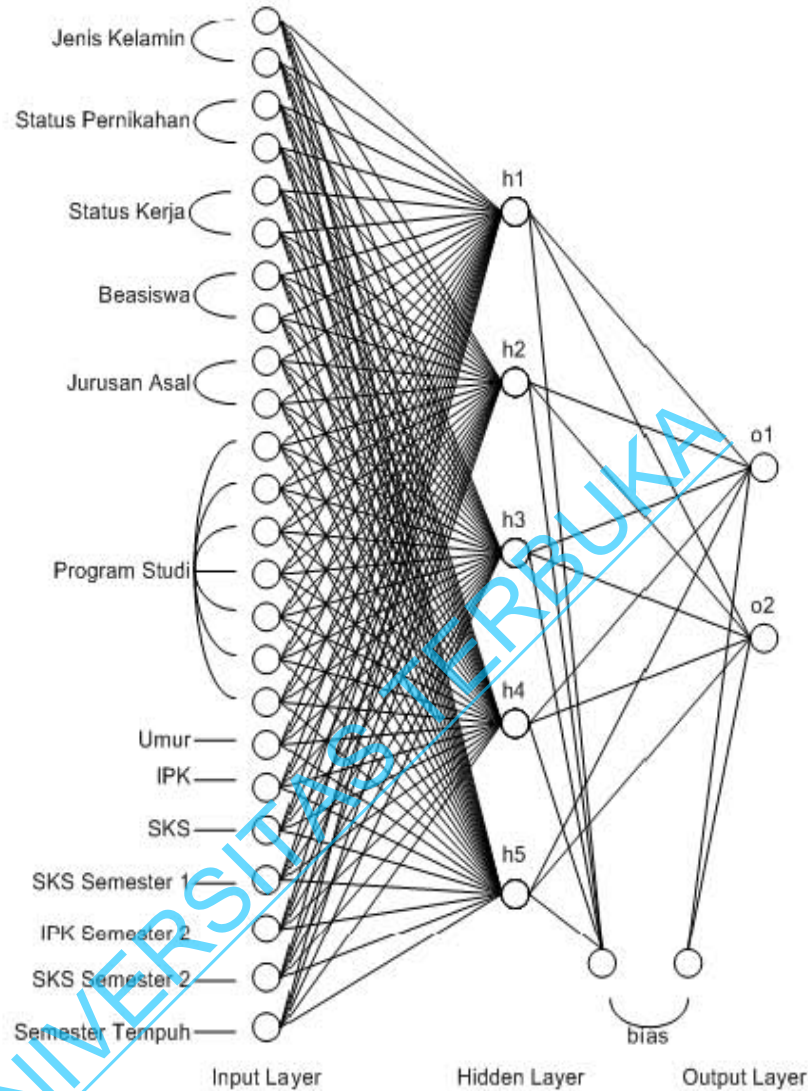 Jenis Kelamin
Status Pernikahan
Status Kerja
Beasiswa
Jurusan Asal
Program Studi
Umur
IPK
SKS
SKS Semester 1
IPK Semester 2
SKS Semester 2
Semester Tempuh
h1
h2
h3
h4
h5
o1
o2
bias
Input Layer
Hidden Layer
Output Layer
UNIVERSITAS TERBUKA